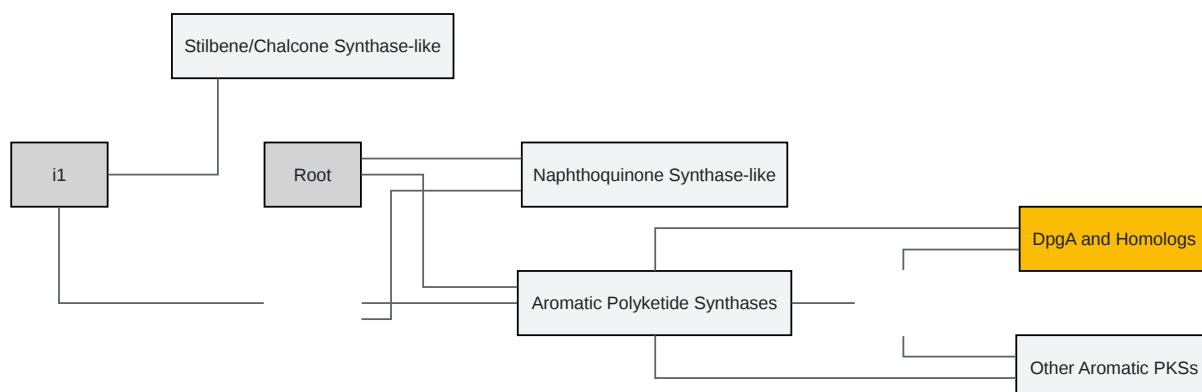 Stilbene/Chalcone Synthase-like
i1
Root
Naphthoquinone Synthase-like
DpgA and Homologs
Aromatic Polyketide Synthases
Other Aromatic PKSs